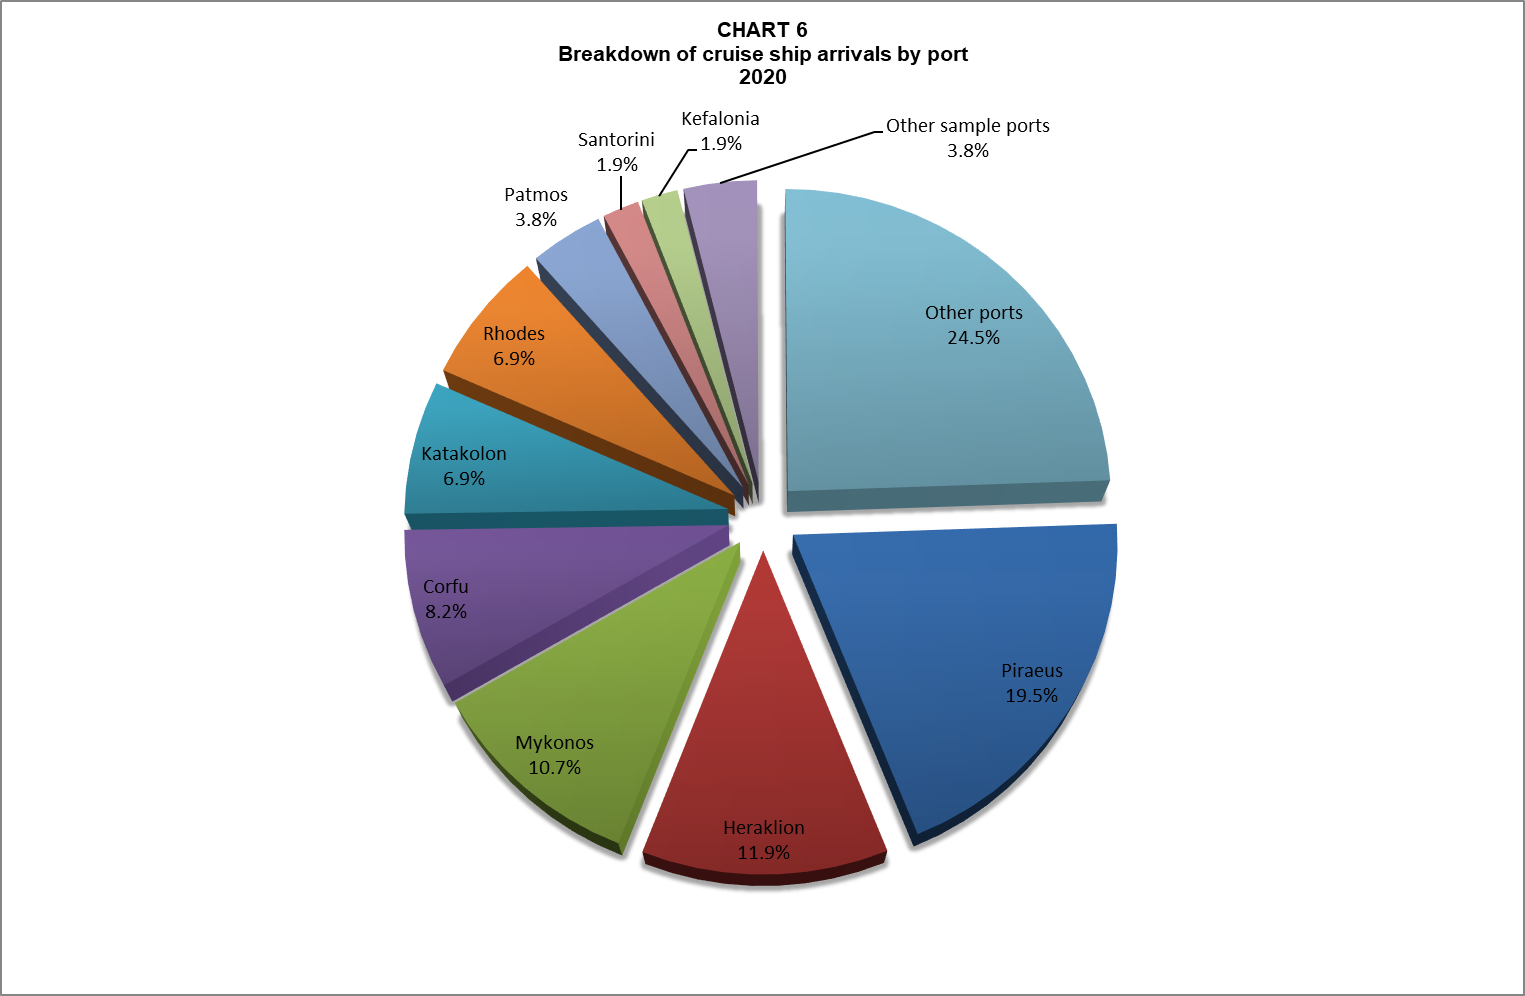 CHART 6
Breakdown of cruise ship arrivals by port
2020
Kefalonia
1.9%
Other sample ports
3.8%
Santorini
1.9%
Patmos
3.8%
Other ports
24.5%
Rhodes
6.9%
Katakolon
6.9%
Corfu
8.2%
Piraeus
19.5%
Mykonos
10.7%
Heraklion
11.9%